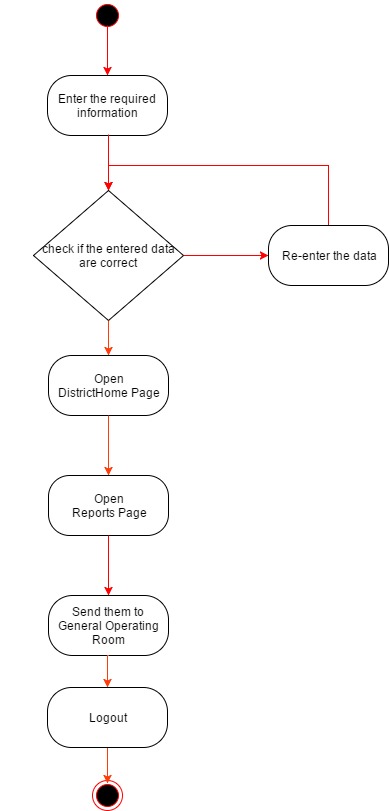 Enter the required
information
check if the entered data
are correct
Re-enter the data
Open
DistrictHome Page
Open
Reports Page
Send them to
General Operating
Room
Logout